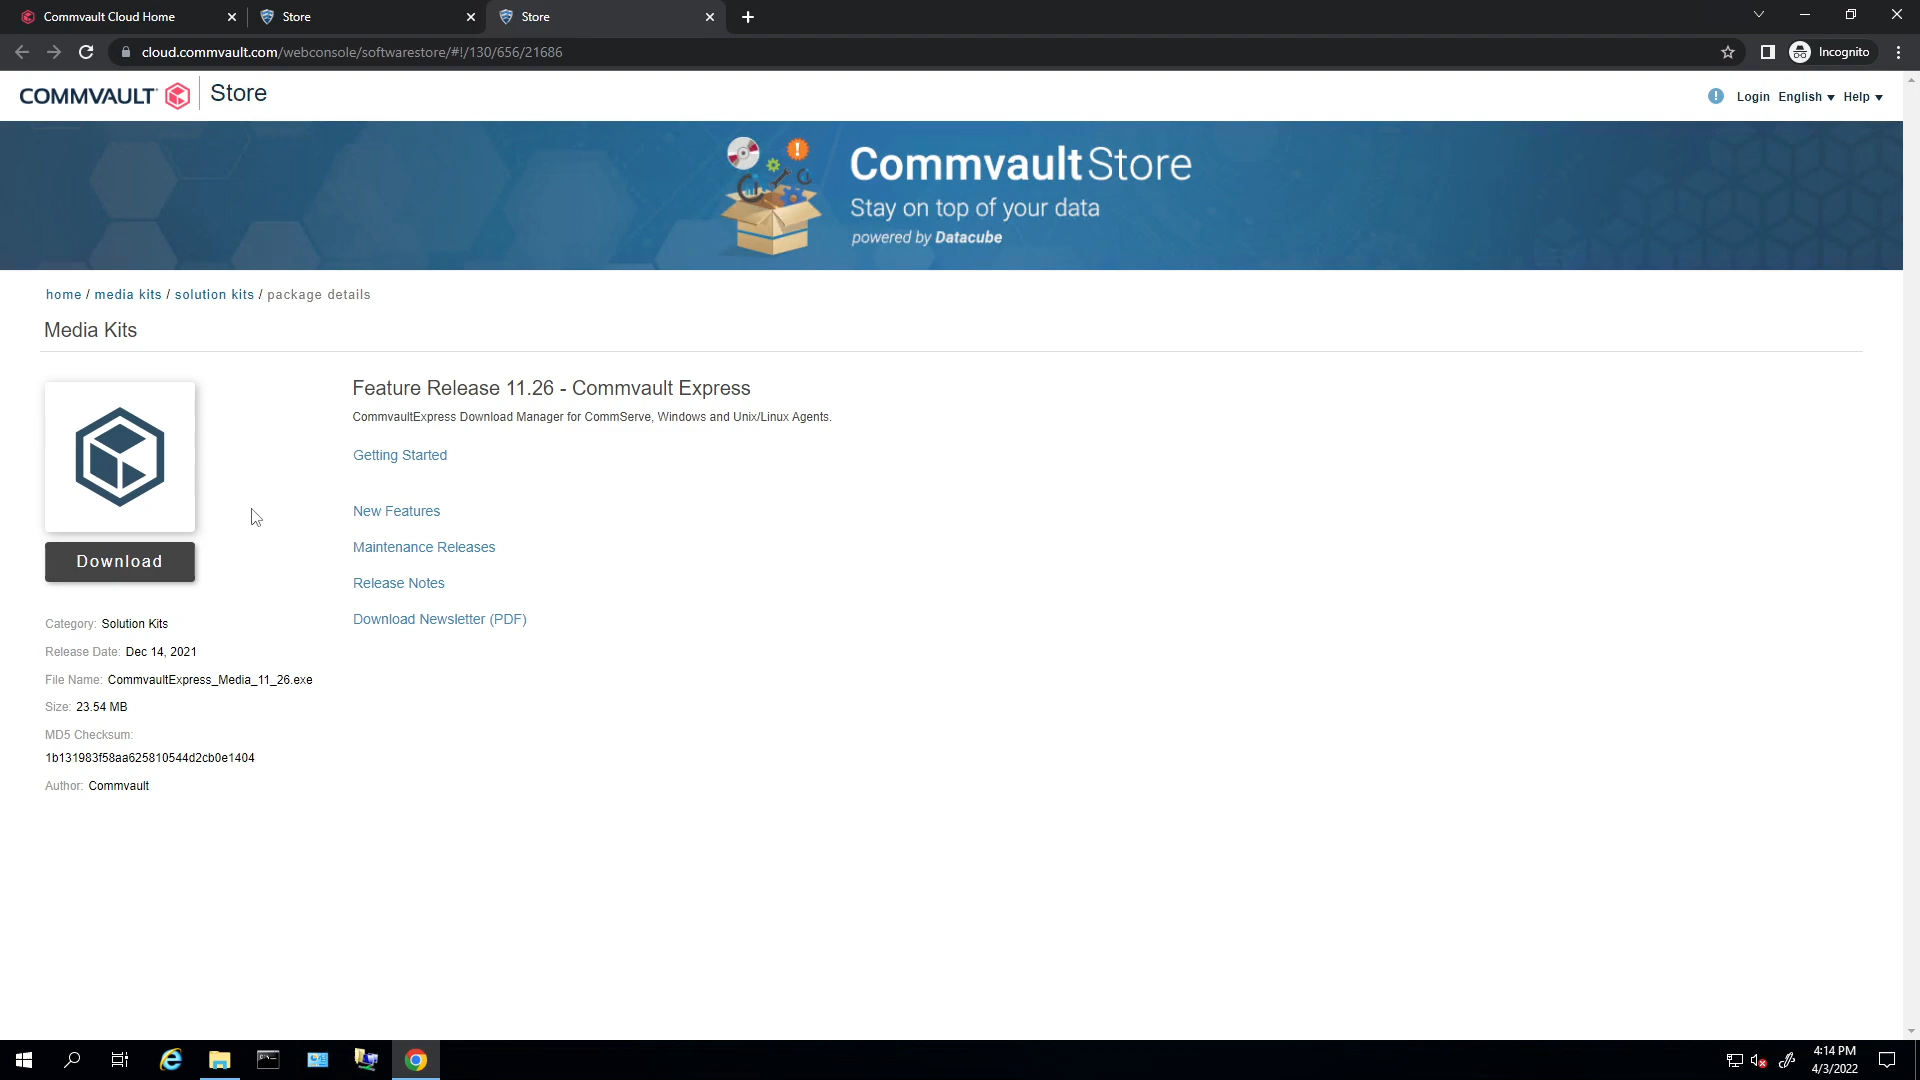 Commvault Cloud Home
Store
Store
cloud.commvault.com/webconsole/softwarestore/#!/130/656/21686
Incognito
COMMVAULT
Store
Login English Help
Commvault Store
Stay on top of your data
powered by Datacube
home / media kits / solution kits / package details
Media Kits
Feature Release 11.26 - Commvault Express
CommvaultExpress Download Manager for CommServe, Windows and Unix/Linux Agents.
Getting Started
New Features
Maintenance Releases
Release Notes
Download Newsletter (PDF)
Download
Category: Solution Kits
Release Date: Dec 14, 2021
File Name: CommvaultExpress_Media_11_26.exe
Size: 23.54 MB
MD5 Checksum:
1b131983f58aa625810544d2cb0e1404
Author: Commvault
4:14 PM
4/3/2022